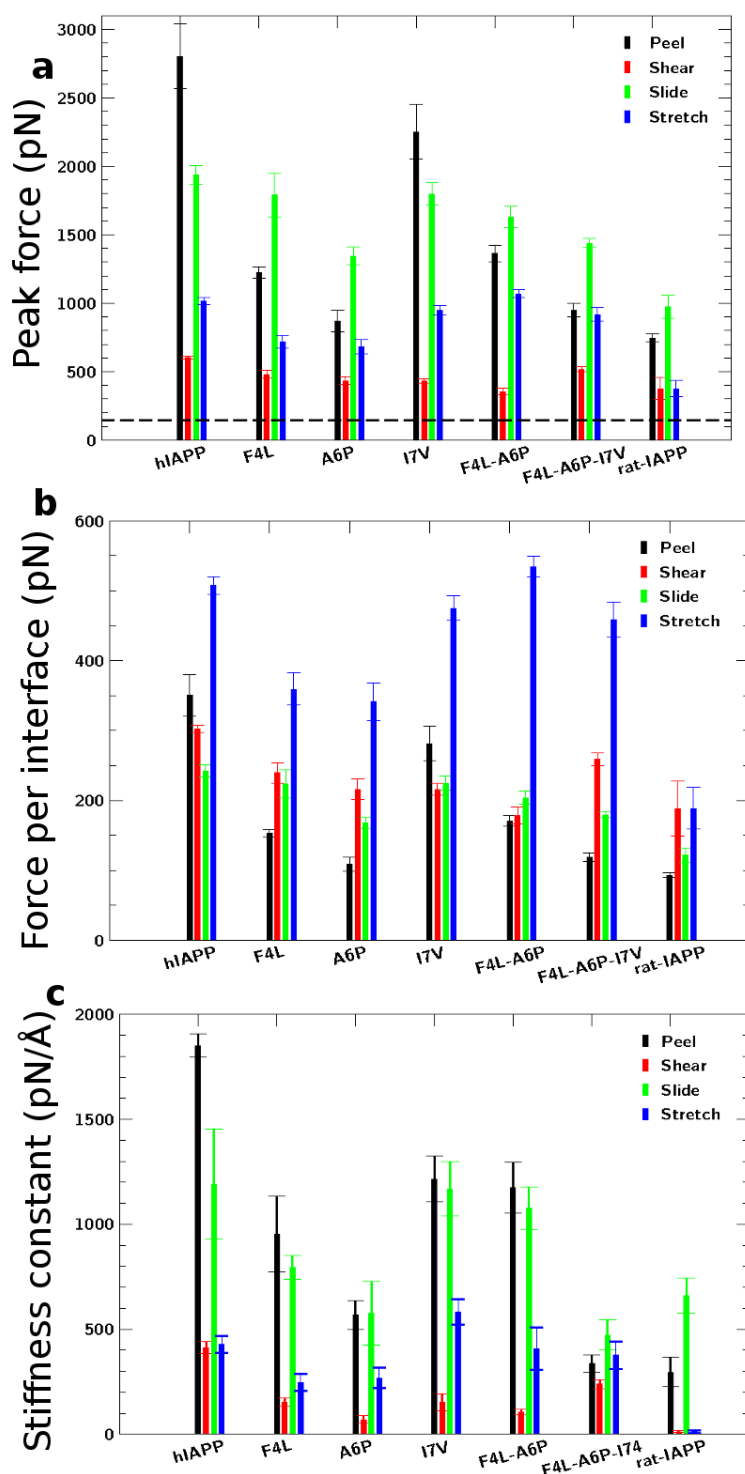 a
Peak force (pN)
3000
2500
2000
1500
1000
500
0
Peel
Shear
Slide
Stretch
hIAPP
F4L
A6P
I7V
F4L-A6P
F4L-A6P-I7V
rat-IAPP
b
Force per interface (pN)
600
400
200
0
Peel
Shear
Slide
Stretch
hIAPP
F4L
A6P
I7V
F4L-A6P
F4L-A6P-I7V
rat-IAPP
c
Stiffness constant (pN/Å)
2000
1500
1000
500
0
Peel
Shear
Slide
Stretch
hIAPP
F4L
A6P
I7V
F4L-A6P
F4L-A6P-I74
rat-IAPP